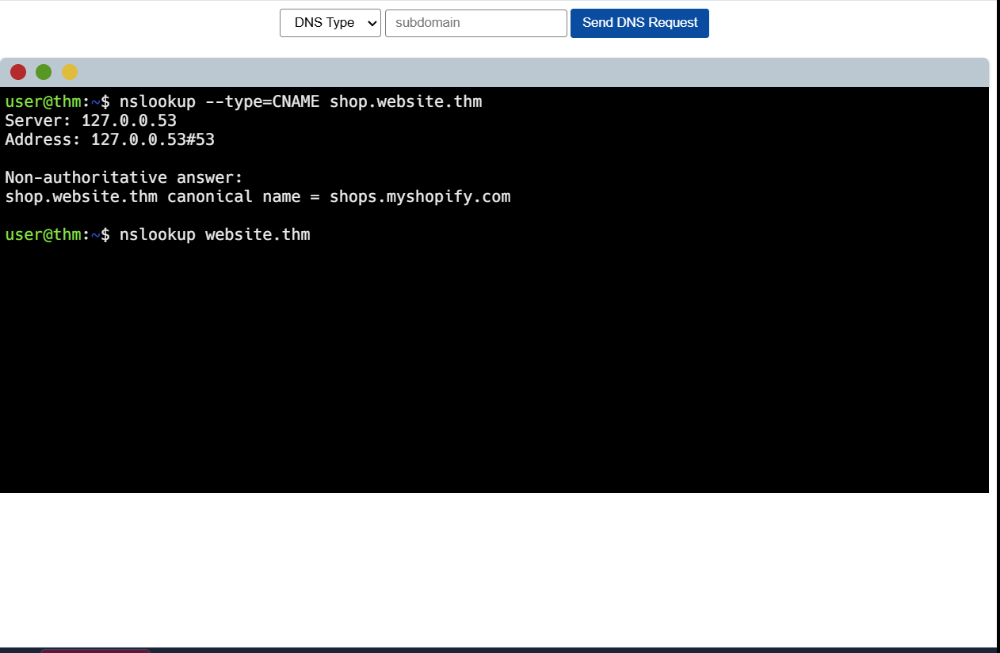 DNS Type subdomain Send DNS Request
user@thm:~$ nslookup --type=CNAME shop.website.thm
Server: 127.0.0.53
Address: 127.0.0.53#53
Non-authoritative answer:
shop.website.thm canonical name = shops.myshopify.com
user@thm:~$ nslookup website.thm